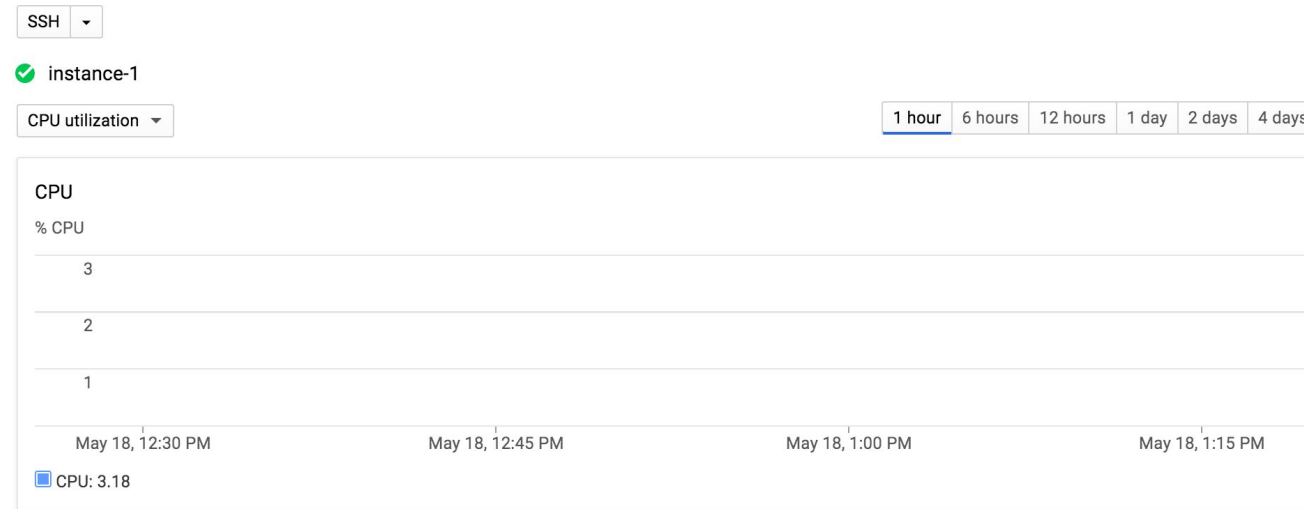 SSH
instance-1
CPU utilization
1 hour 6 hours 12 hours 1 day 2 days 4 days
CPU
% CPU
3
2
1
May 18, 12:30 PM May 18, 12:45 PM May 18, 1:00 PM May 18, 1:15 PM
CPU: 3.18